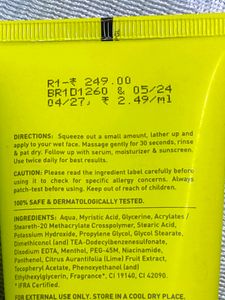 R1-₹ 249.00
BR1D1260 & 05/24
04/27, ₹ 2.49/ml
DIRECTIONS: Squeeze out a small amount, lather up and
apply to your wet face. Massage gently for 30 seconds, rinse
& pat dry. Follow up with serum, moisturizer & sunscreen.
Use twice daily for best results.
CAUTION: Please read the ingredient label carefully before
using it to check for specific allergy concerns. Always
patch-test before using. Keep out of reach of children.
100% SAFE & DERMATOLOGICALLY TESTED.
INGREDIENTS: Aqua, Myristic Acid, Glycerine, Acrylates /
Steareth-20 Methacrylate Crosspolymer, Stearic Acid,
Potassium Hydroxide, Propylene Glycol, Glycol Stearate,
Dimethiconol (and) TEA-Dodecylbenzenesulfonate,
Disodium EDTA, Menthol, PEG-45M, Niacinamide,
Panthenol, Citrus Aurantifolia (Lime) Fruit Extract,
Tocopheryl Acetate, Phenoxyethanol (and)
Ethylhexylglycerin, Fragrance*, CI 19140, CI 42090.
*IFRA Certified.
FOR EXTERNAL USE ONLY. STORE IN A COOL DRY PLACE.